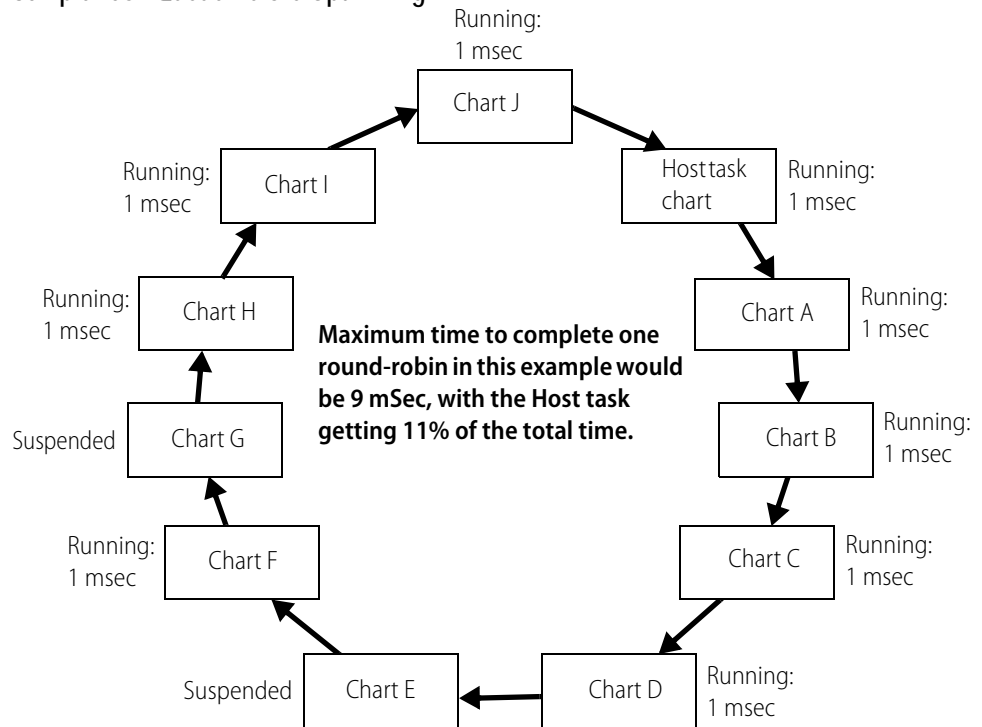 Running:
1 msec
Chart J
Running:
1 msec
Chart I
Host task
chart
Running:
1 msec
Running:
1 msec
Chart H
Chart A
Running:
1 msec
Maximum time to complete one
round-robin in this example would
be 9 mSec, with the Host task
getting 11% of the total time.
Suspended
Chart G
Chart B
Running:
1 msec
Running:
1 msec
Chart F
Chart C
Running:
1 msec
Suspended
Chart E
Chart D
Running:
1 msec